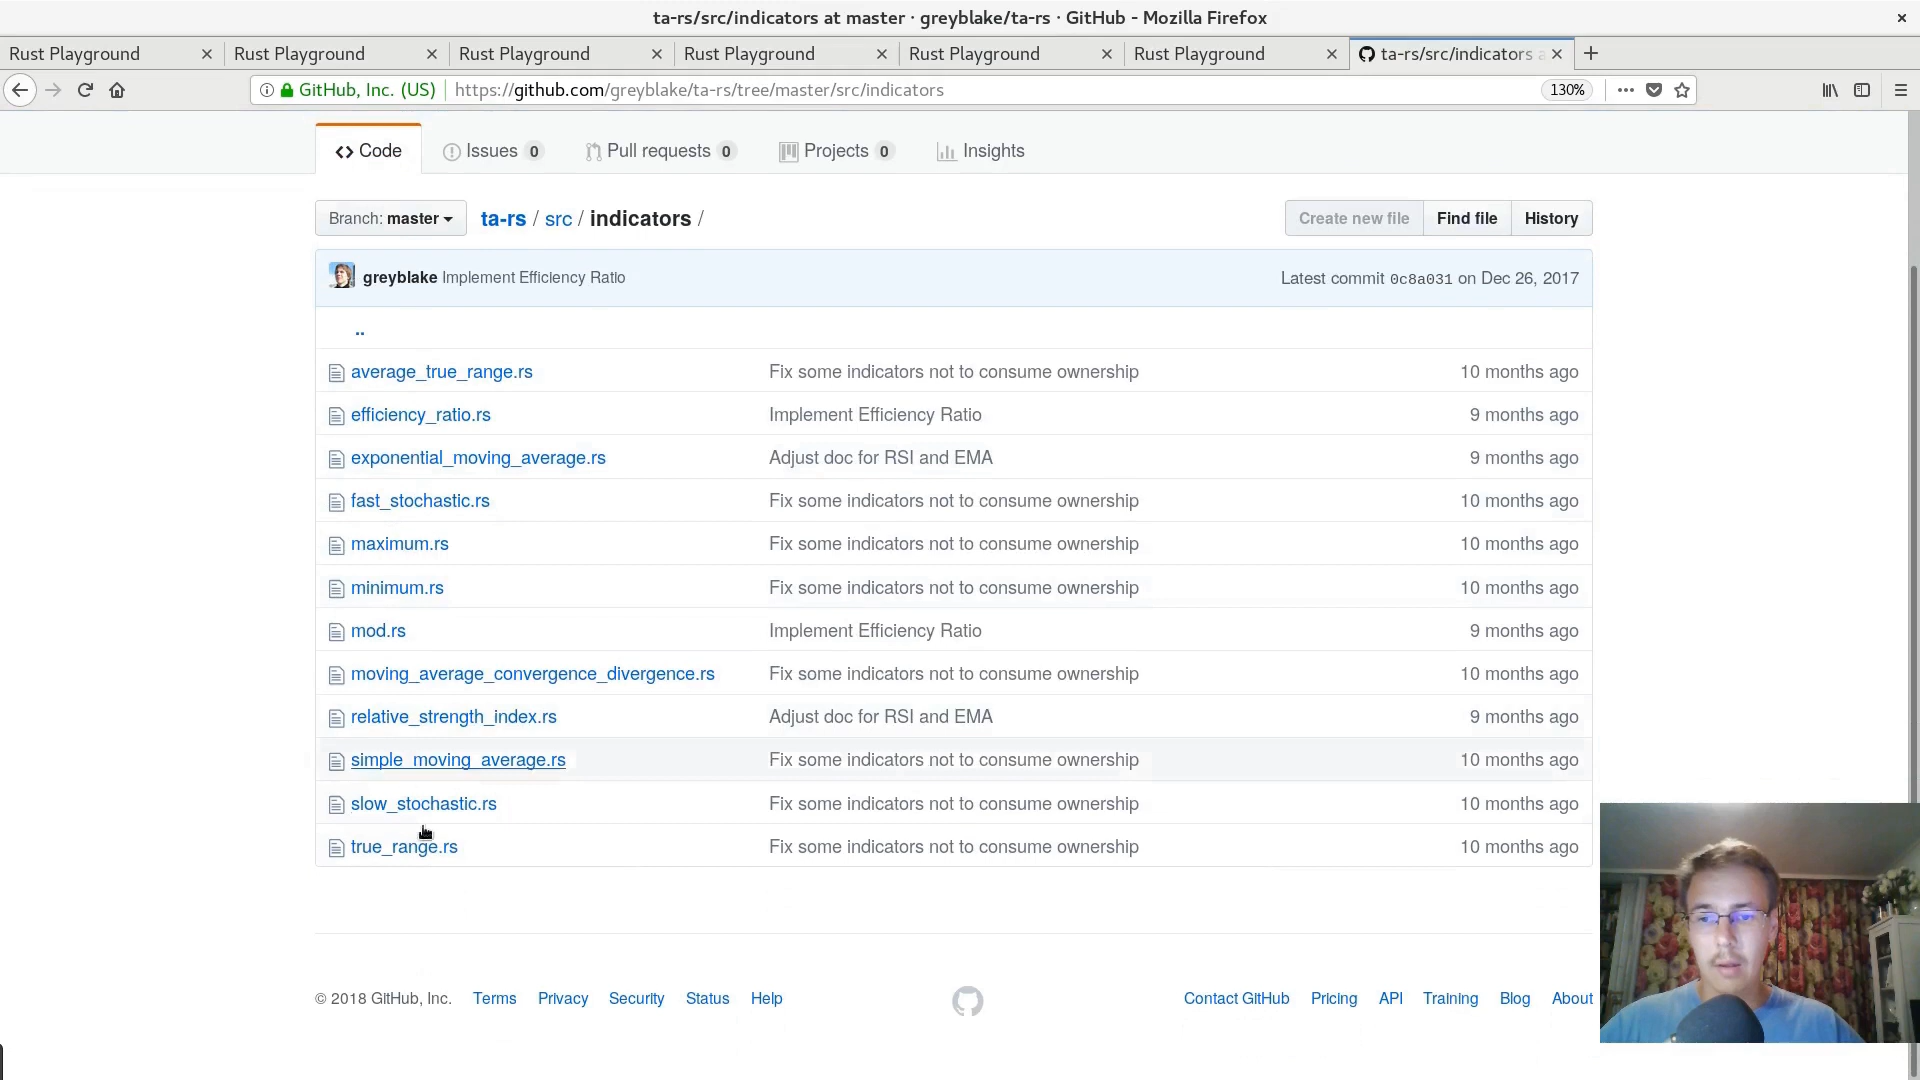 ta-rs/src/indicators at master · greyblake/ta-rs · GitHub - Mozilla Firefox
Rust Playground Rust Playground Rust Playground Rust Playground Rust Playground Rust Playground ta-rs/src/indicators a
GitHub, Inc. (US) https://github.com/greyblake/ta-rs/tree/master/src/indicators 130%
Code Issues 0 Pull requests 0 Projects 0 Insights
Branch: master ta-rs / src / indicators / Create new file Find file History
greyblake Implement Efficiency Ratio Latest commit 0c8a031 on Dec 26, 2017
..
average_true_range.rs Fix some indicators not to consume ownership 10 months ago
efficiency_ratio.rs Implement Efficiency Ratio 9 months ago
exponential_moving_average.rs Adjust doc for RSI and EMA 9 months ago
fast_stochastic.rs Fix some indicators not to consume ownership 10 months ago
maximum.rs Fix some indicators not to consume ownership 10 months ago
minimum.rs Fix some indicators not to consume ownership 10 months ago
mod.rs Implement Efficiency Ratio 9 months ago
moving_average_convergence_divergence.rs Fix some indicators not to consume ownership 10 months ago
relative_strength_index.rs Adjust doc for RSI and EMA 9 months ago
simple_moving_average.rs Fix some indicators not to consume ownership 10 months ago
slow_stochastic.rs Fix some indicators not to consume ownership 10 months ago
true_range.rs Fix some indicators not to consume ownership 10 months ago
© 2018 GitHub, Inc. Terms Privacy Security Status Help Contact GitHub Pricing API Training Blog About